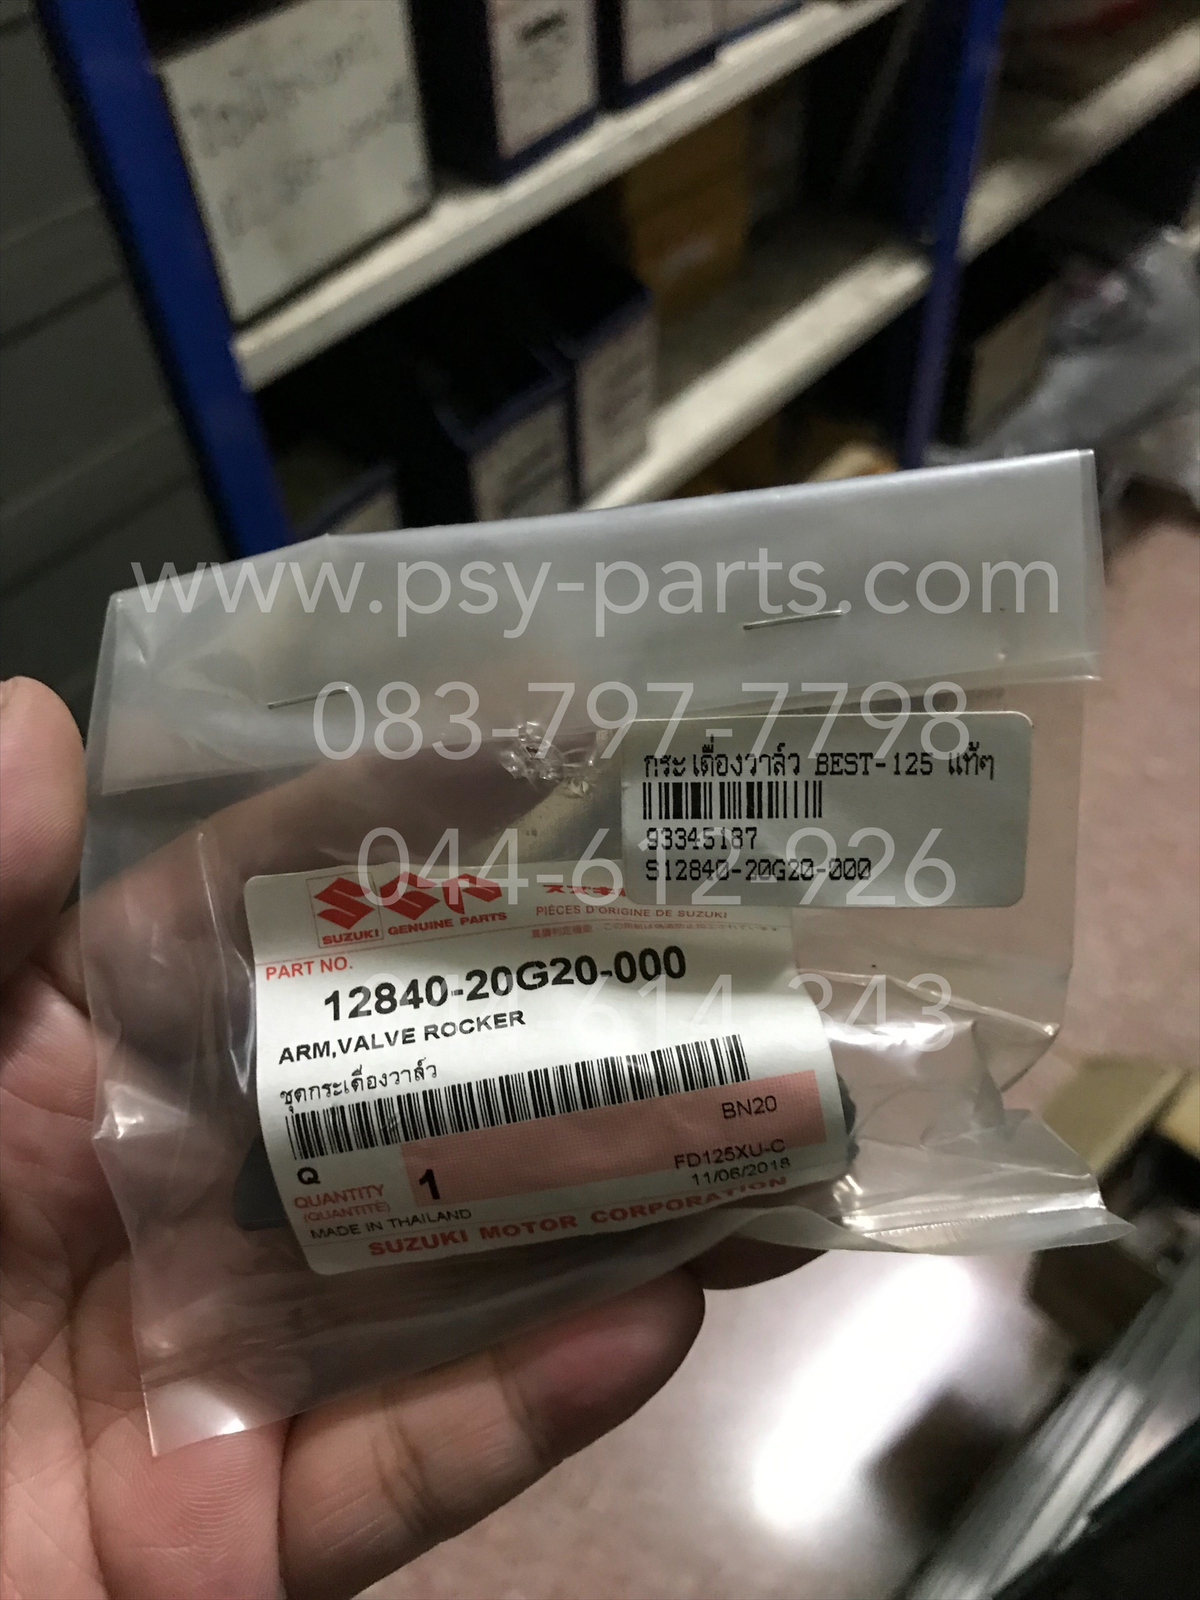 www.psy-parts.com
083-797-7798
กระเดื่องวาล์ว BEST-125 แท้ๆ
93345187
S12840-20G20-000
044-612-926
SUZUKI GENUINE PARTS
PIÈCES D'ORIGINE DE SUZUKI
PART NO.
12840-20G20-000
614-343
ARM,VALVE ROCKER
ชุดกระเดื่องวาล์ว
BN20
Q
1
FD125XU-C
QUANTITY
(QUANTITÉ)
11/06/2018
MADE IN THAILAND
SUZUKI MOTOR CORPORATION